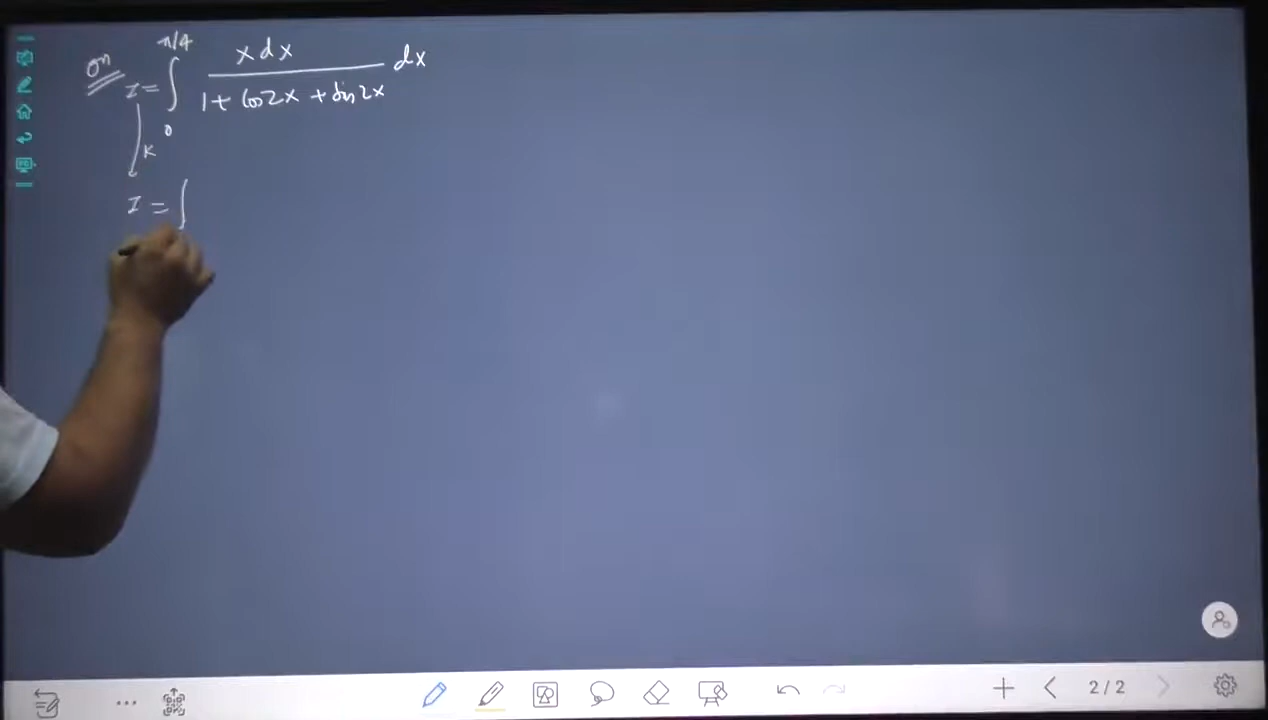 Qn I = ∫₀^{π/4} x dx / (1 + cos2x + sin2x) dx
K
I = ∫
2/2